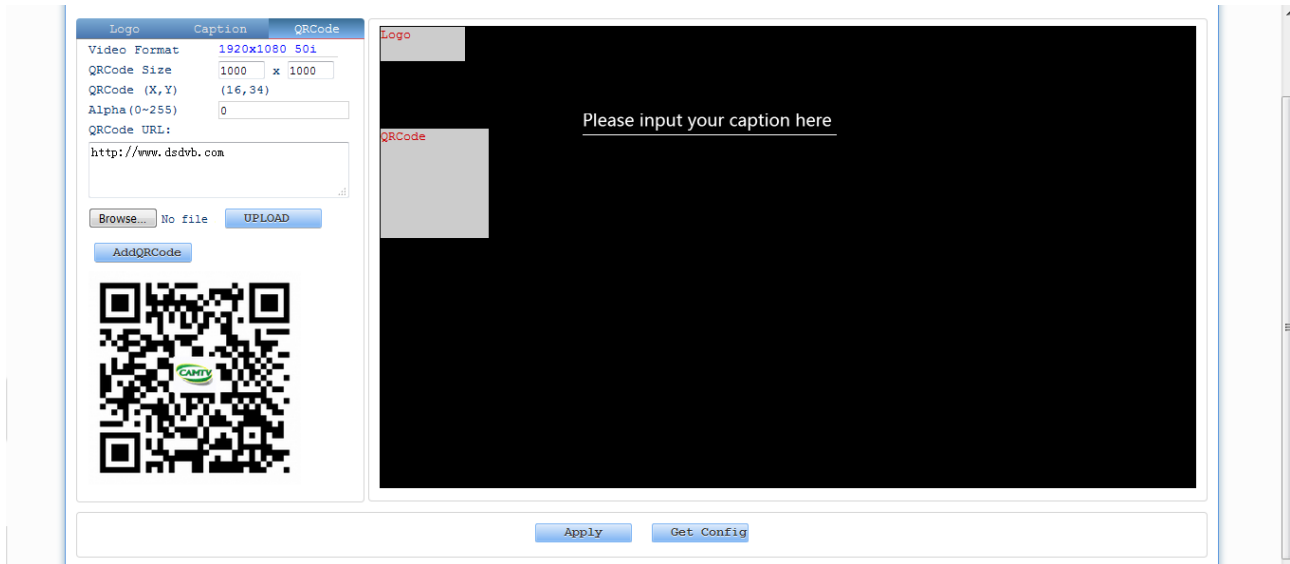 Logo Caption QRCode
Video Format 1920x1080 50i
QRCode Size 1000 x 1000
QRCode (X,Y) (16,34)
Alpha(0~255) 0
QRCode URL:
http://www.dsdvb.com
Browse... No file UPLOAD
AddQRCode
CAMTV
Logo
Please input your caption here
QRCode
Apply Get Config